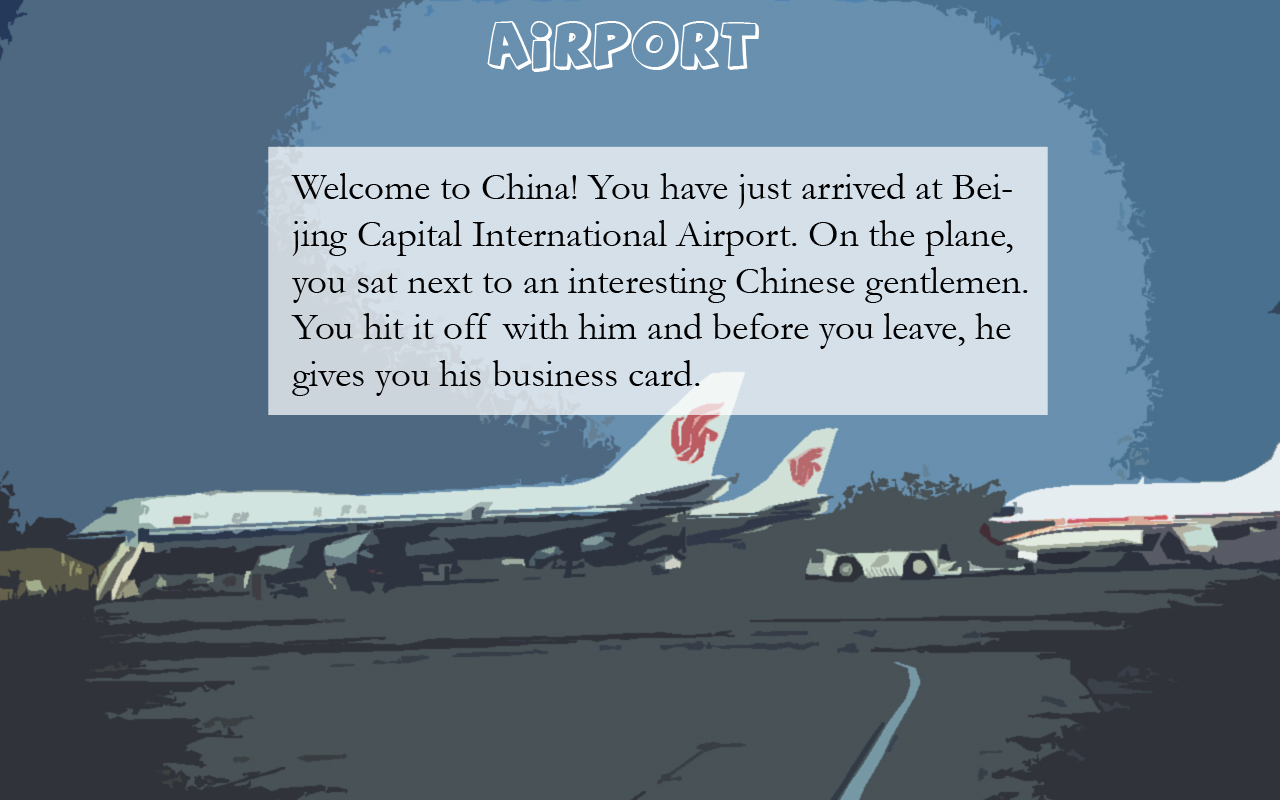 AiRPORT
Welcome to China! You have just arrived at Bei-
jing Capital International Airport. On the plane,
you sat next to an interesting Chinese gentlemen.
You hit it off with him and before you leave, he
gives you his business card.